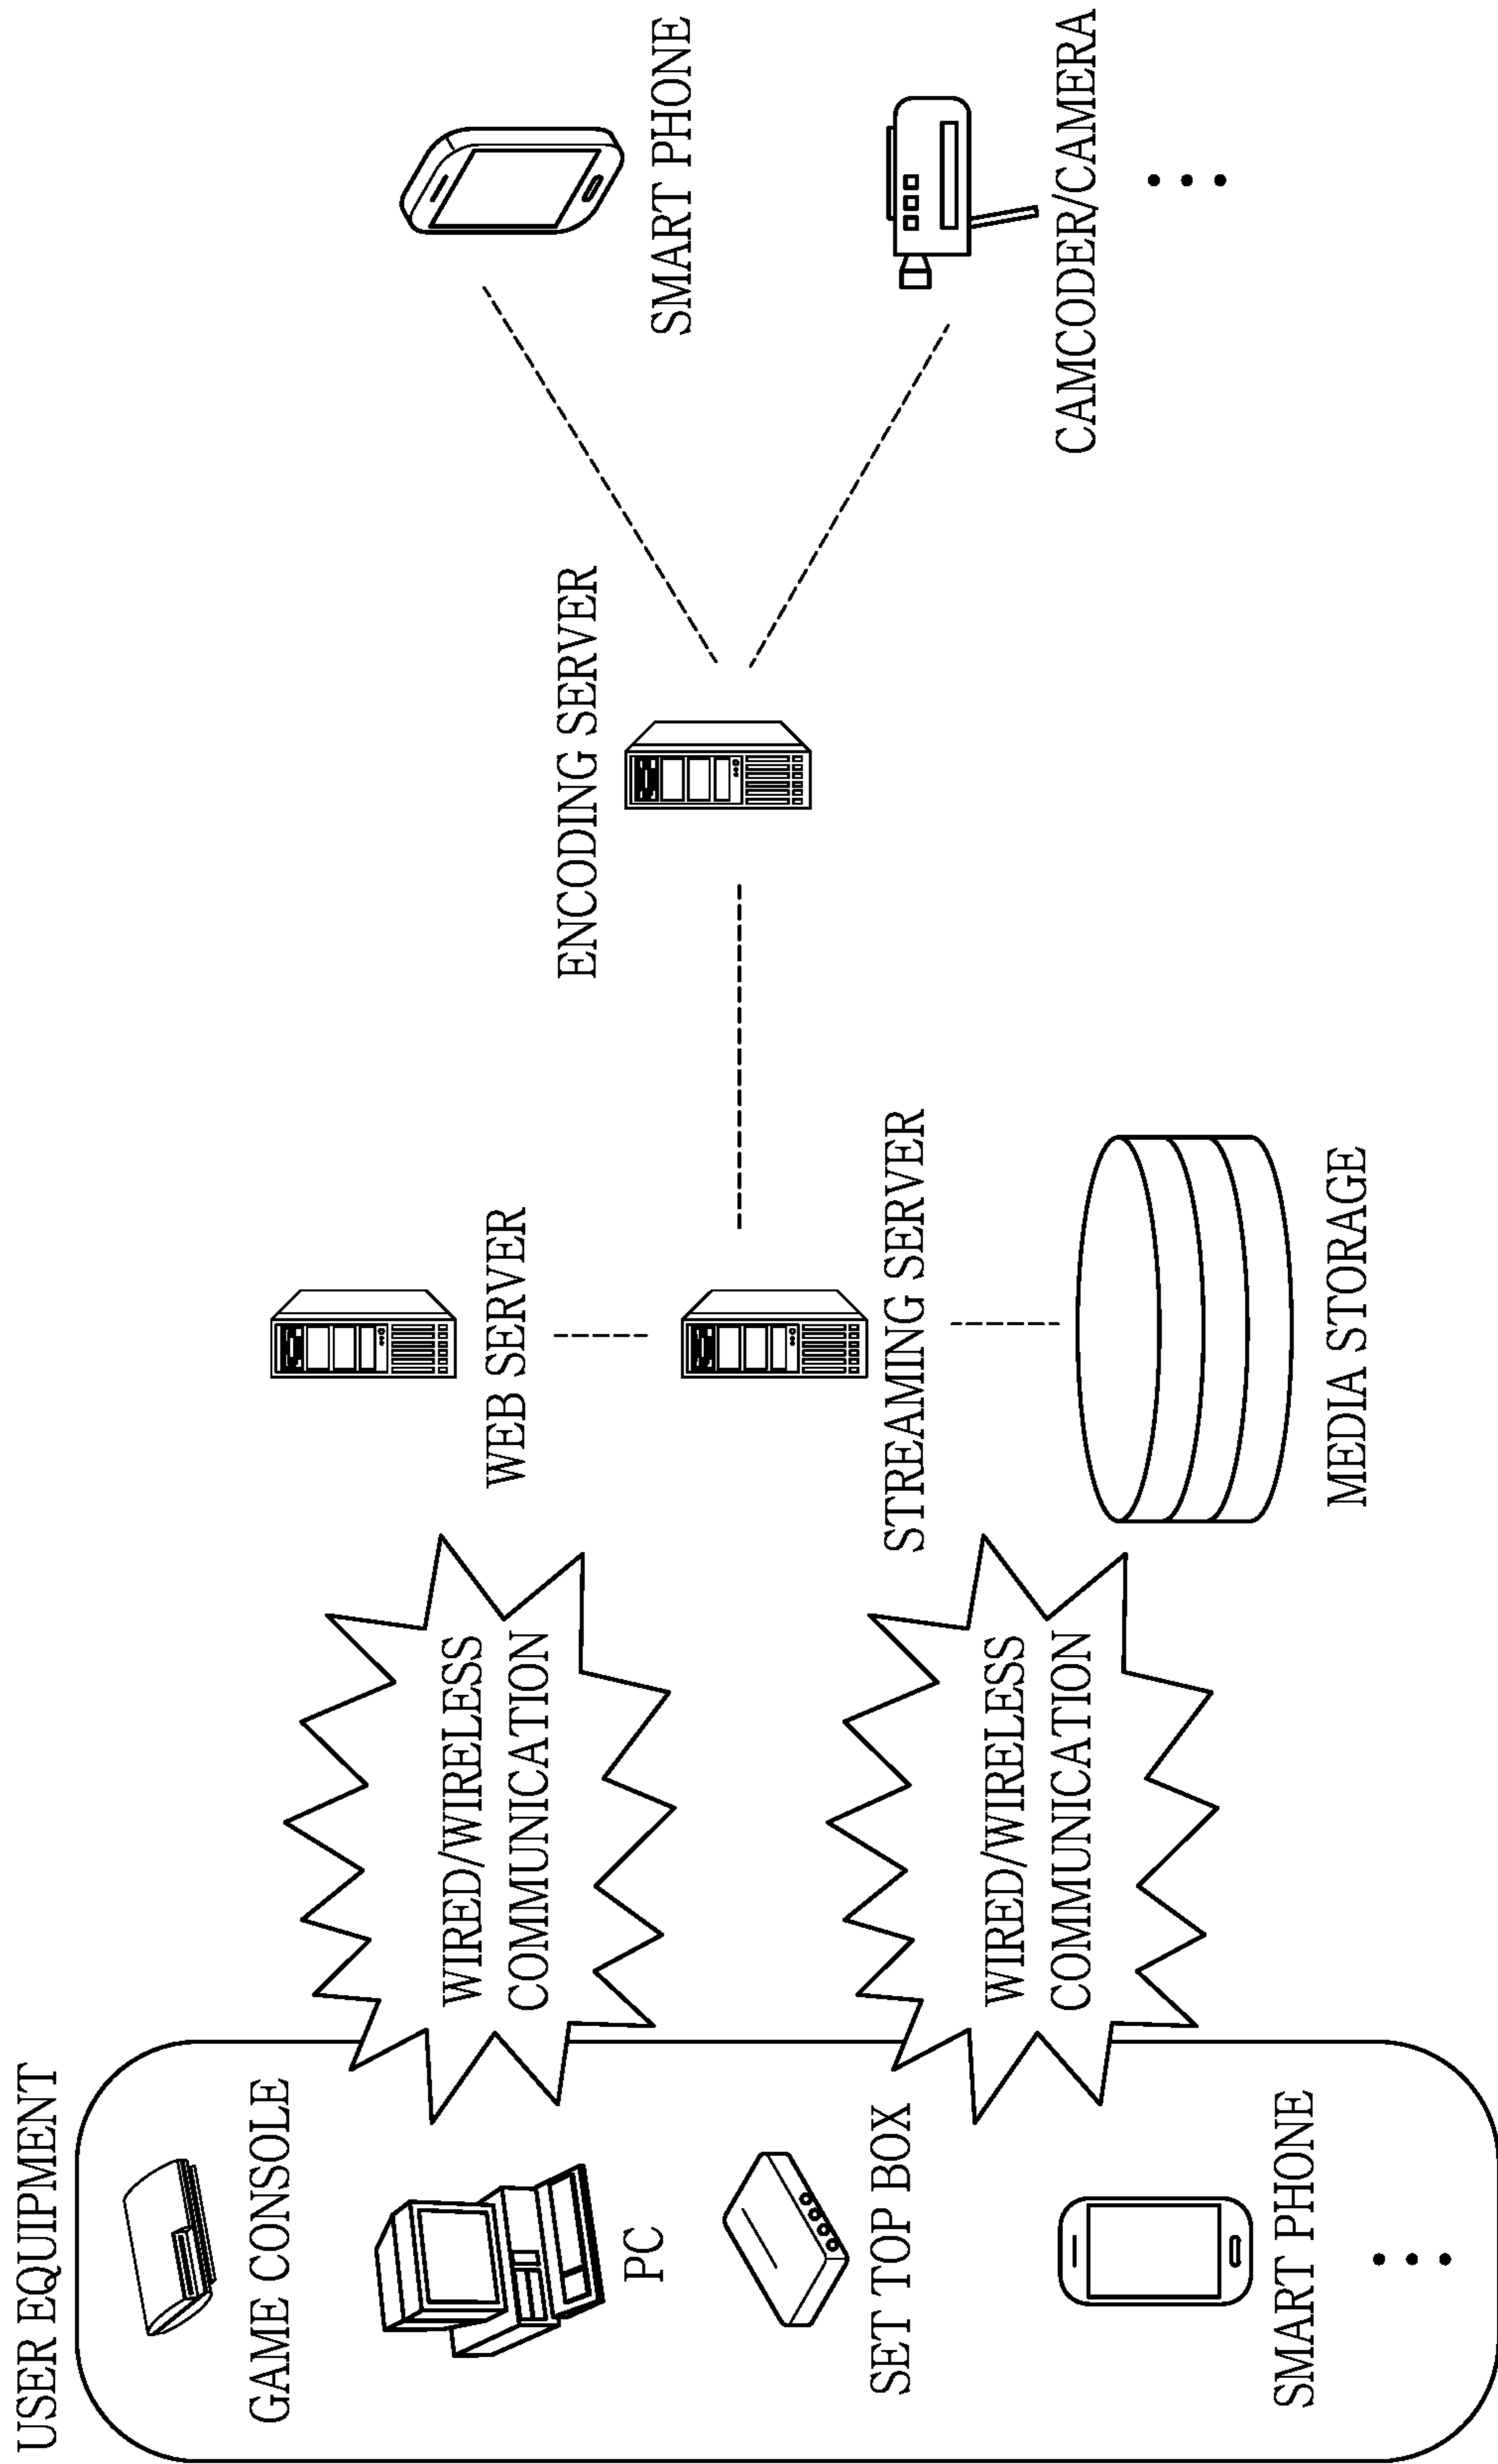 USER EQUIPMENT
GAME CONSOLE
PC
SET TOP BOX
SMART PHONE
WIRED/WIRELESS
COMMUNICATION
WIRED/WIRELESS
COMMUNICATION
WEB SERVER
STREAMING SERVER
MEDIA STORAGE
ENCODING SERVER
SMART PHONE
CAMCODER/CAMERA